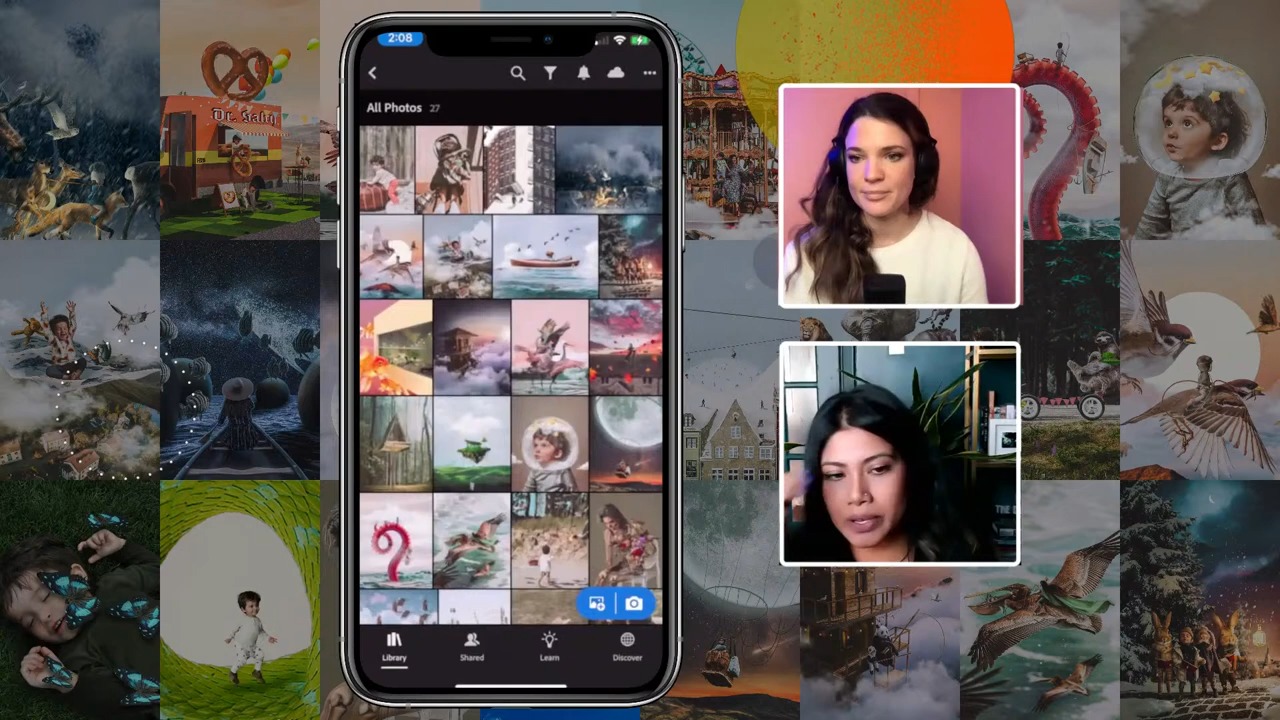 2:08
All Photos 27
Dr. Salty
Library
Shared
Learn
Discover